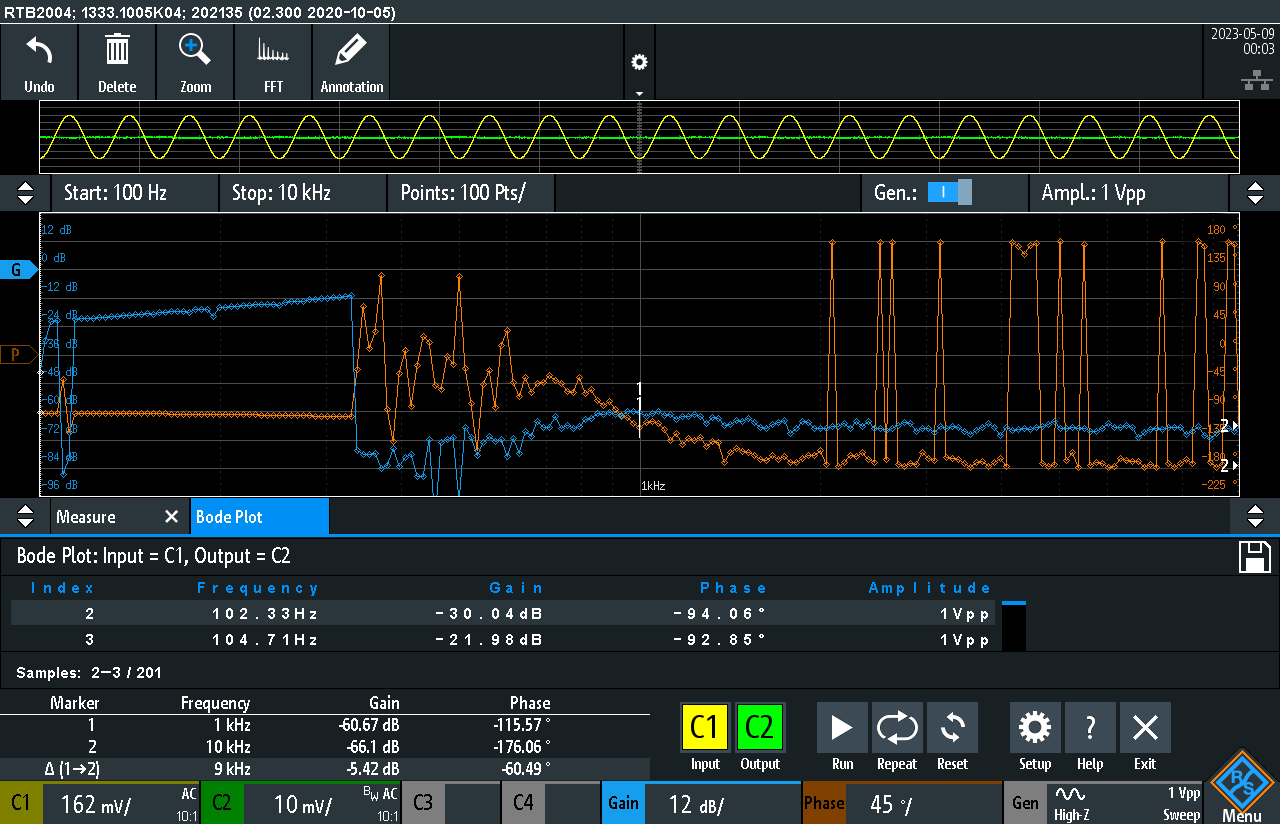 RTB2004; 1333.1005K04; 202135 (02.300 2020-10-05)
2023-05-09
00:03
Undo Delete Zoom FFT Annotation
Start: 100 Hz Stop: 10 kHz Points: 100 Pts/ Gen.: I Ampl.: 1 Vpp
12 dB 180 °
0 dB 135 °
G
-12 dB 90 °
-24 dB 45 °
-36 dB 0 °
P
-48 dB -45 °
-60 dB -90 °
1
-72 dB -135 °
2
-84 dB -180 °
2
-96 dB -225 °
1kHz
Measure Bode Plot
Bode Plot: Input = C1, Output = C2
Index Frequency Gain Phase Amplitude
2 102.33Hz -30.04dB -94.06° 1Vpp
3 104.71Hz -21.98dB -92.85° 1Vpp
Samples: 2-3 / 201
Marker Frequency Gain Phase
1 1 kHz -60.67 dB -115.57 °
2 10 kHz -66.1 dB -176.06 °
Δ (1→2) 9 kHz -5.42 dB -60.49 °
C1 C2
Input Output Run Repeat Reset Setup ? Help Exit
C1 162 mV/ AC 10:1 C2 10 mV/ BW AC 10:1 C3 C4 Gain 12 dB/ Phase 45 °/ Gen High-Z 1 Vpp Sweep
R&S
Menu